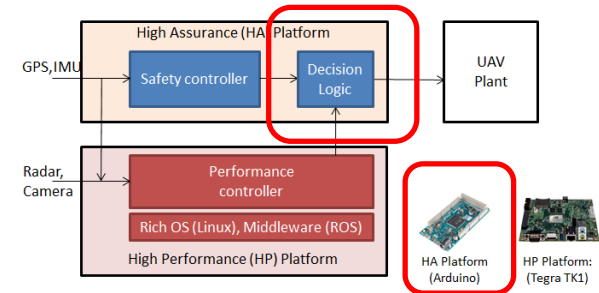 High Assurance (HA) Platform
GPS,IMU
Safety controller
Decision
Logic
UAV
Plant
Radar,
Camera
Performance
controller
Rich OS (Linux), Middleware (ROS)
High Performance (HP) Platform
HA Platform
(Arduino)
HP Platform:
(Tegra TK1)